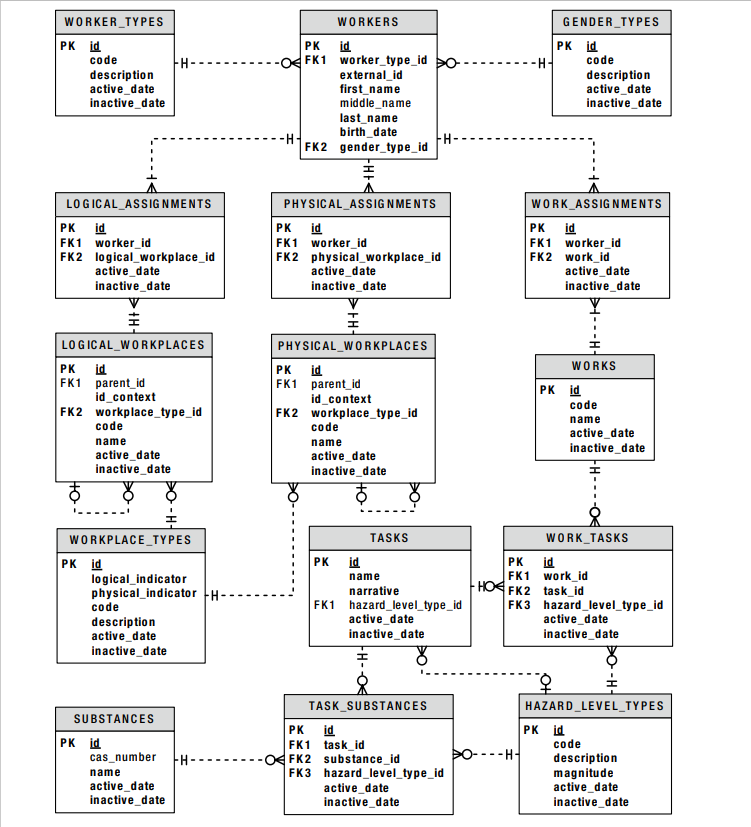 WORKER_TYPES
PK id
code
description
active_date
inactive_date
WORKERS
PK id
FK1 worker_type_id
external_id
first_name
middle_name
last_name
birth_date
FK2 gender_type_id
GENDER_TYPES
PK id
code
description
active_date
inactive_date
LOGICAL_ASSIGNMENTS
PK id
FK1 worker_id
FK2 logical_workplace_id
active_date
inactive_date
PHYSICAL_ASSIGNMENTS
PK id
FK1 worker_id
FK2 physical_workplace_id
active_date
inactive_date
WORK_ASSIGNMENTS
PK id
FK1 worker_id
FK2 work_id
active_date
inactive_date
LOGICAL_WORKPLACES
PK id
FK1 parent_id
id_context
FK2 workplace_type_id
code
name
active_date
inactive_date
PHYSICAL_WORKPLACES
PK id
FK1 parent_id
id_context
FK2 workplace_type_id
code
name
active_date
inactive_date
WORKS
PK id
code
name
active_date
inactive_date
WORKPLACE_TYPES
PK id
logical_indicator
physical_indicator
code
description
active_date
inactive_date
TASKS
PK id
name
narrative
FK1 hazard_level_type_id
active_date
inactive_date
WORK_TASKS
PK id
FK1 work_id
FK2 task_id
FK3 hazard_level_type_id
active_date
inactive_date
SUBSTANCES
PK id
cas_number
name
active_date
inactive_date
TASK_SUBSTANCES
PK id
FK1 task_id
FK2 substance_id
FK3 hazard_level_type_id
active_date
inactive_date
HAZARD_LEVEL_TYPES
PK id
code
description
magnitude
active_date
inactive_date